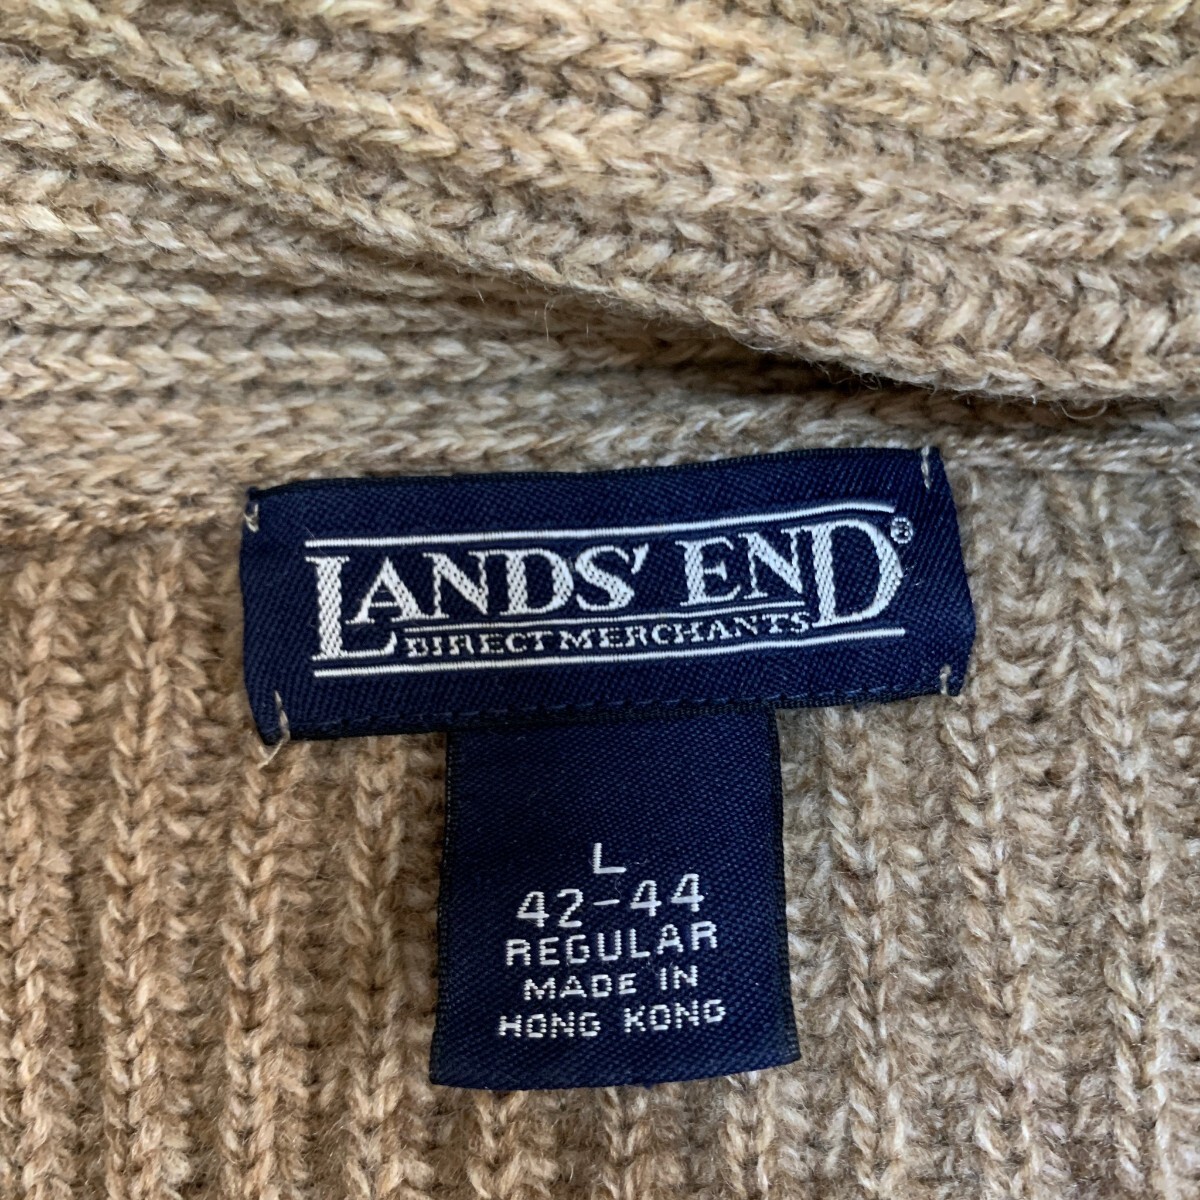 LANDS' END®
DIRECT MERCHANTS
L
42-44
REGULAR
MADE IN
HONG KONG